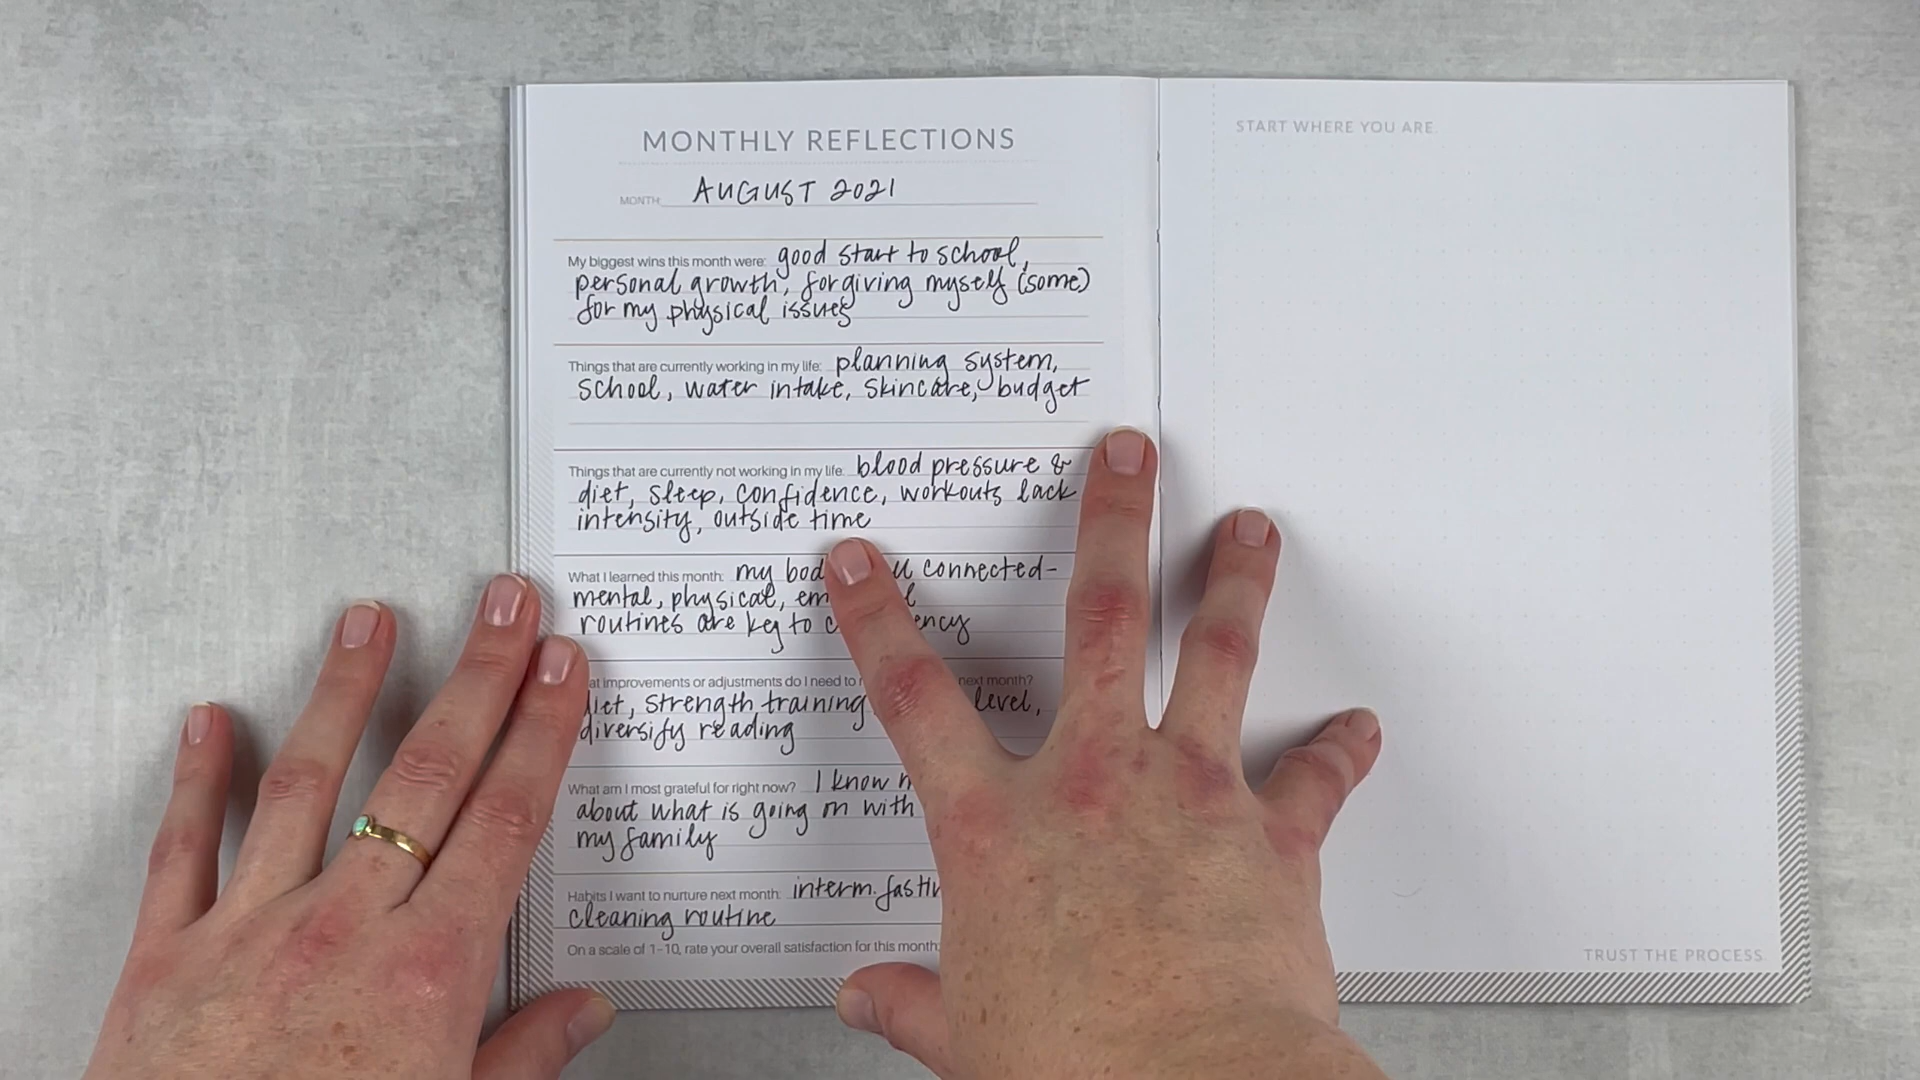 MONTHLY REFLECTIONS
MONTH: AUGUST 2021
My biggest wins this month were: good start to school,
personal growth, forgiving myself (some)
for my physical issues
Things that are currently working in my life: planning system,
school, water intake, skincare, budget
Things that are currently not working in my life: blood pressure &
diet, sleep, confidence, workouts lack
intensity, outside time
What I learned this month: my connected-
mental, physical,
routines are key to
improvements or adjustments do I need to next month?
diet, strength training level,
diversify reading
What am I most grateful for right now? I know
about what is going on with
my family
Habits I want to nurture next month: interm.
cleaning routine
On a scale of 1-10, rate your overall satisfaction for this month:
START WHERE YOU ARE.
TRUST THE PROCESS